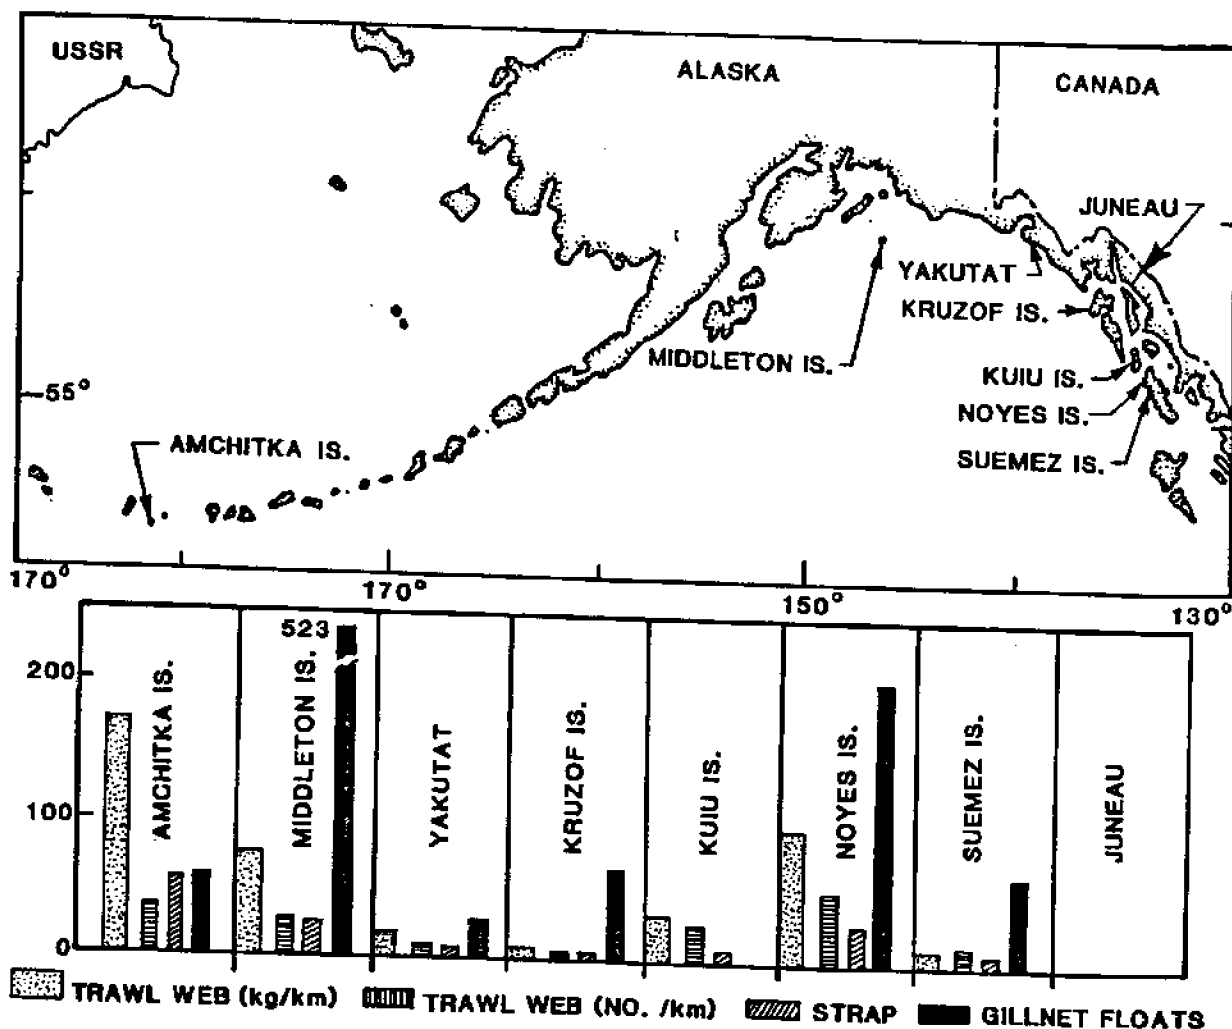 USSR
ALASKA
CANADA
JUNEAU
YAKUTAT
KRUZOF IS.
MIDDLETON IS.
KUIU IS.
NOYES IS.
SUEMEZ IS.
55°
AMCHITKA IS.
170°
170°
150°
130°
523
200
100
0
AMCHITKA IS.
MIDDLETON IS.
YAKUTAT
KRUZOF IS.
KUIU IS.
NOYES IS.
SUEMEZ IS.
JUNEAU
TRAWL WEB (kg/km)
TRAWL WEB (NO. /km)
STRAP
GILLNET FLOATS